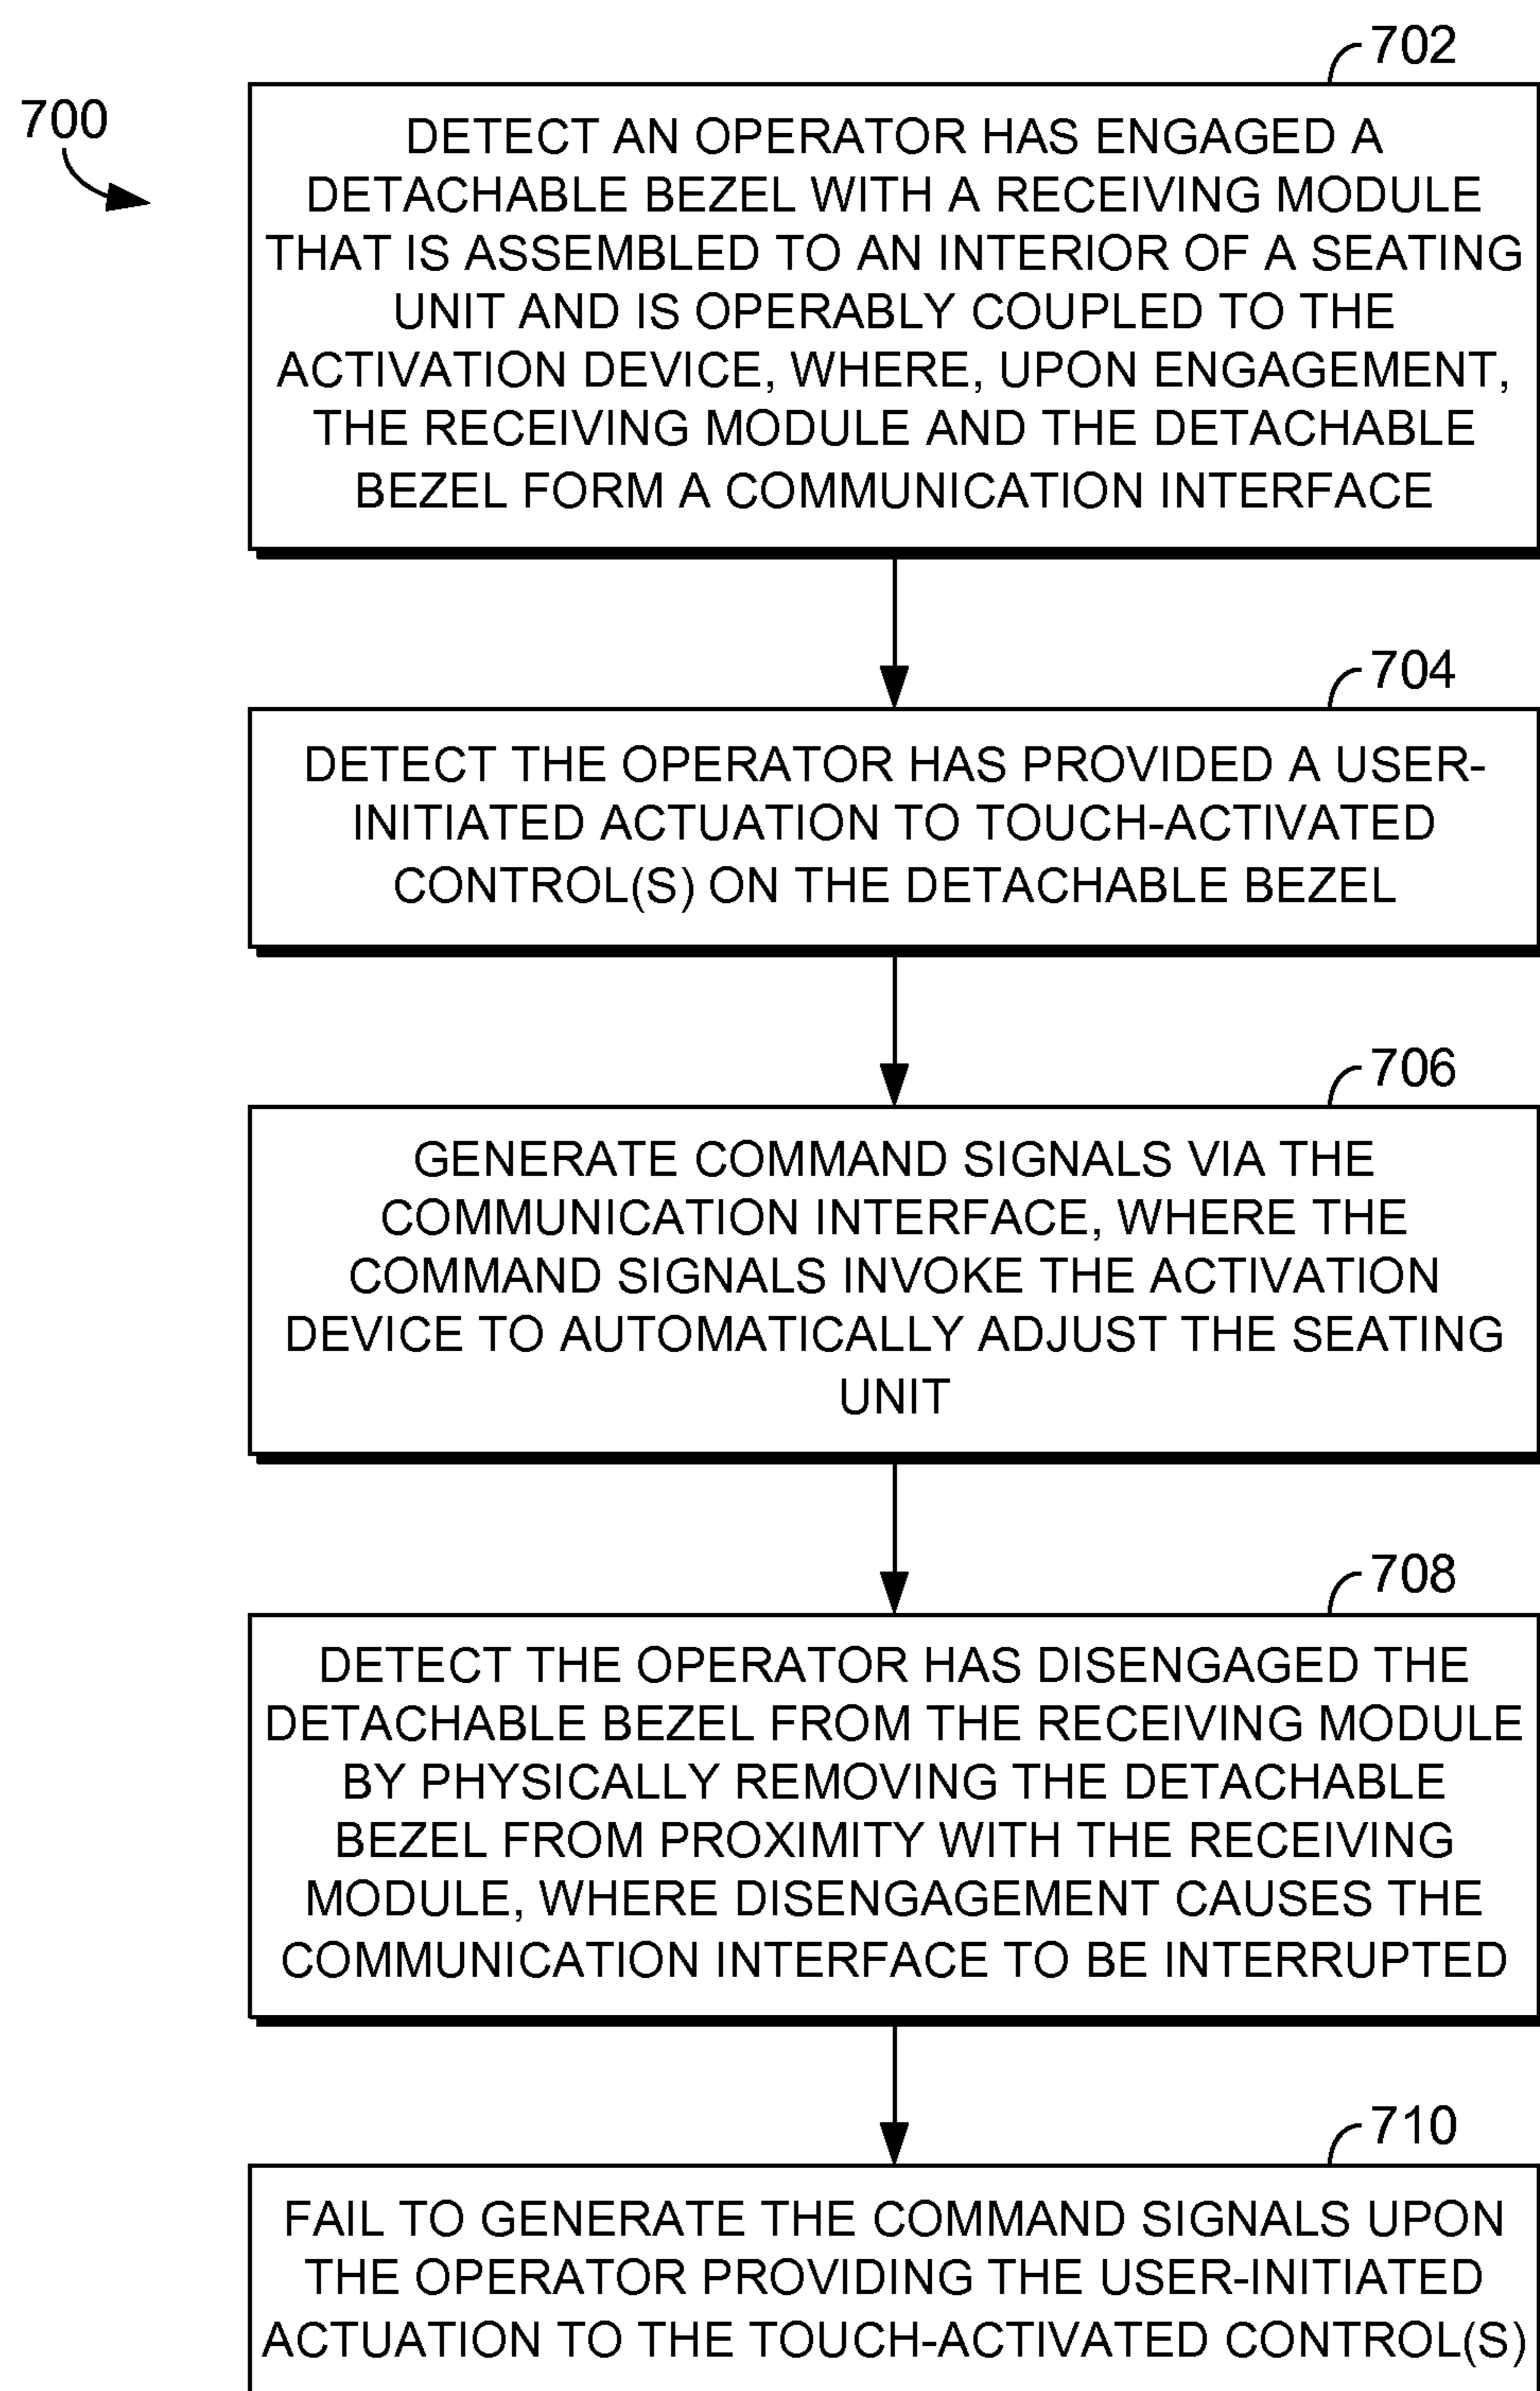 702
700
DETECT AN OPERATOR HAS ENGAGED A
DETACHABLE BEZEL WITH A RECEIVING MODULE
THAT IS ASSEMBLED TO AN INTERIOR OF A SEATING
UNIT AND IS OPERABLY COUPLED TO THE
ACTIVATION DEVICE, WHERE, UPON ENGAGEMENT,
THE RECEIVING MODULE AND THE DETACHABLE
BEZEL FORM A COMMUNICATION INTERFACE
704
DETECT THE OPERATOR HAS PROVIDED A USER-
INITIATED ACTUATION TO TOUCH-ACTIVATED
CONTROL(S) ON THE DETACHABLE BEZEL
706
GENERATE COMMAND SIGNALS VIA THE
COMMUNICATION INTERFACE, WHERE THE
COMMAND SIGNALS INVOKE THE ACTIVATION
DEVICE TO AUTOMATICALLY ADJUST THE SEATING
UNIT
708
DETECT THE OPERATOR HAS DISENGAGED THE
DETACHABLE BEZEL FROM THE RECEIVING MODULE
BY PHYSICALLY REMOVING THE DETACHABLE
BEZEL FROM PROXIMITY WITH THE RECEIVING
MODULE, WHERE DISENGAGEMENT CAUSES THE
COMMUNICATION INTERFACE TO BE INTERRUPTED
710
FAIL TO GENERATE THE COMMAND SIGNALS UPON
THE OPERATOR PROVIDING THE USER-INITIATED
ACTUATION TO THE TOUCH-ACTIVATED CONTROL(S)